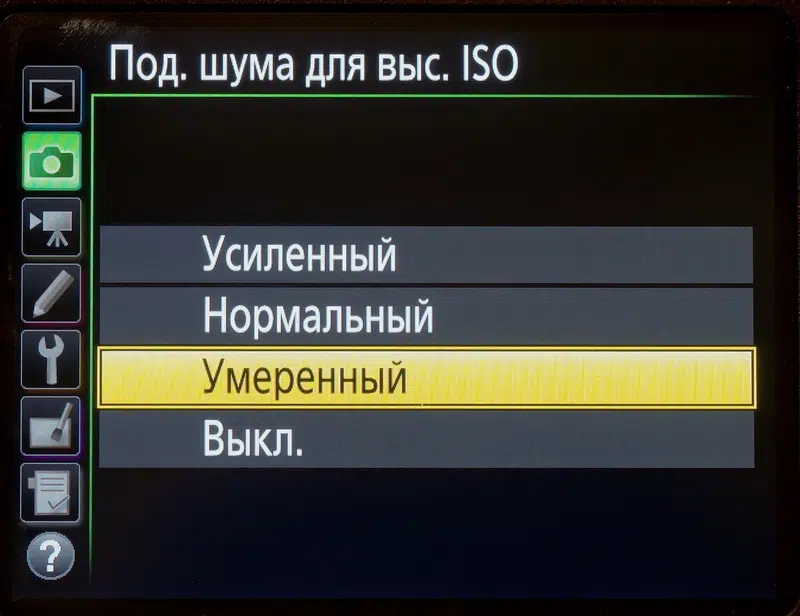 Под. шума для выс. ISO
Усиленный
Нормальный
Умеренный
Выкл.
?